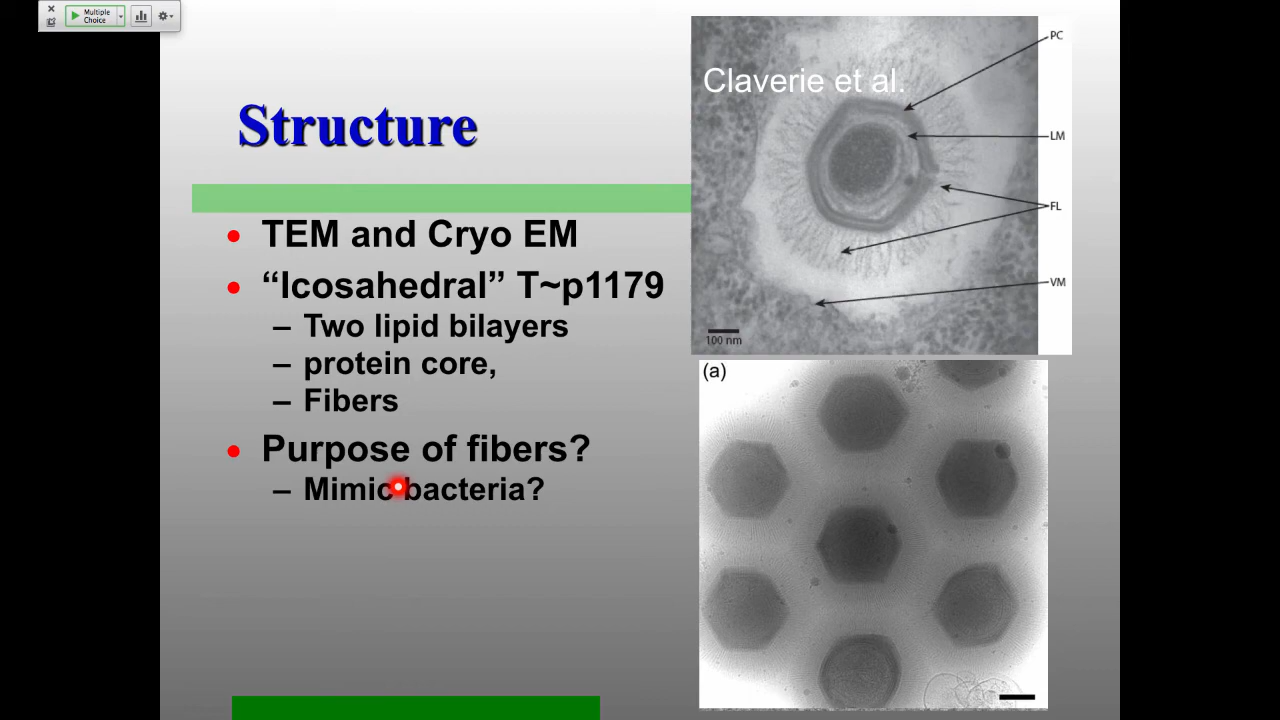 Multiple
Choice
Structure
TEM and Cryo EM
“Icosahedral” T~p1179
– Two lipid bilayers
– protein core,
– Fibers
Purpose of fibers?
– Mimic bacteria?
Claverie et al.
PC
LM
FL
VM
100 nm
(a)